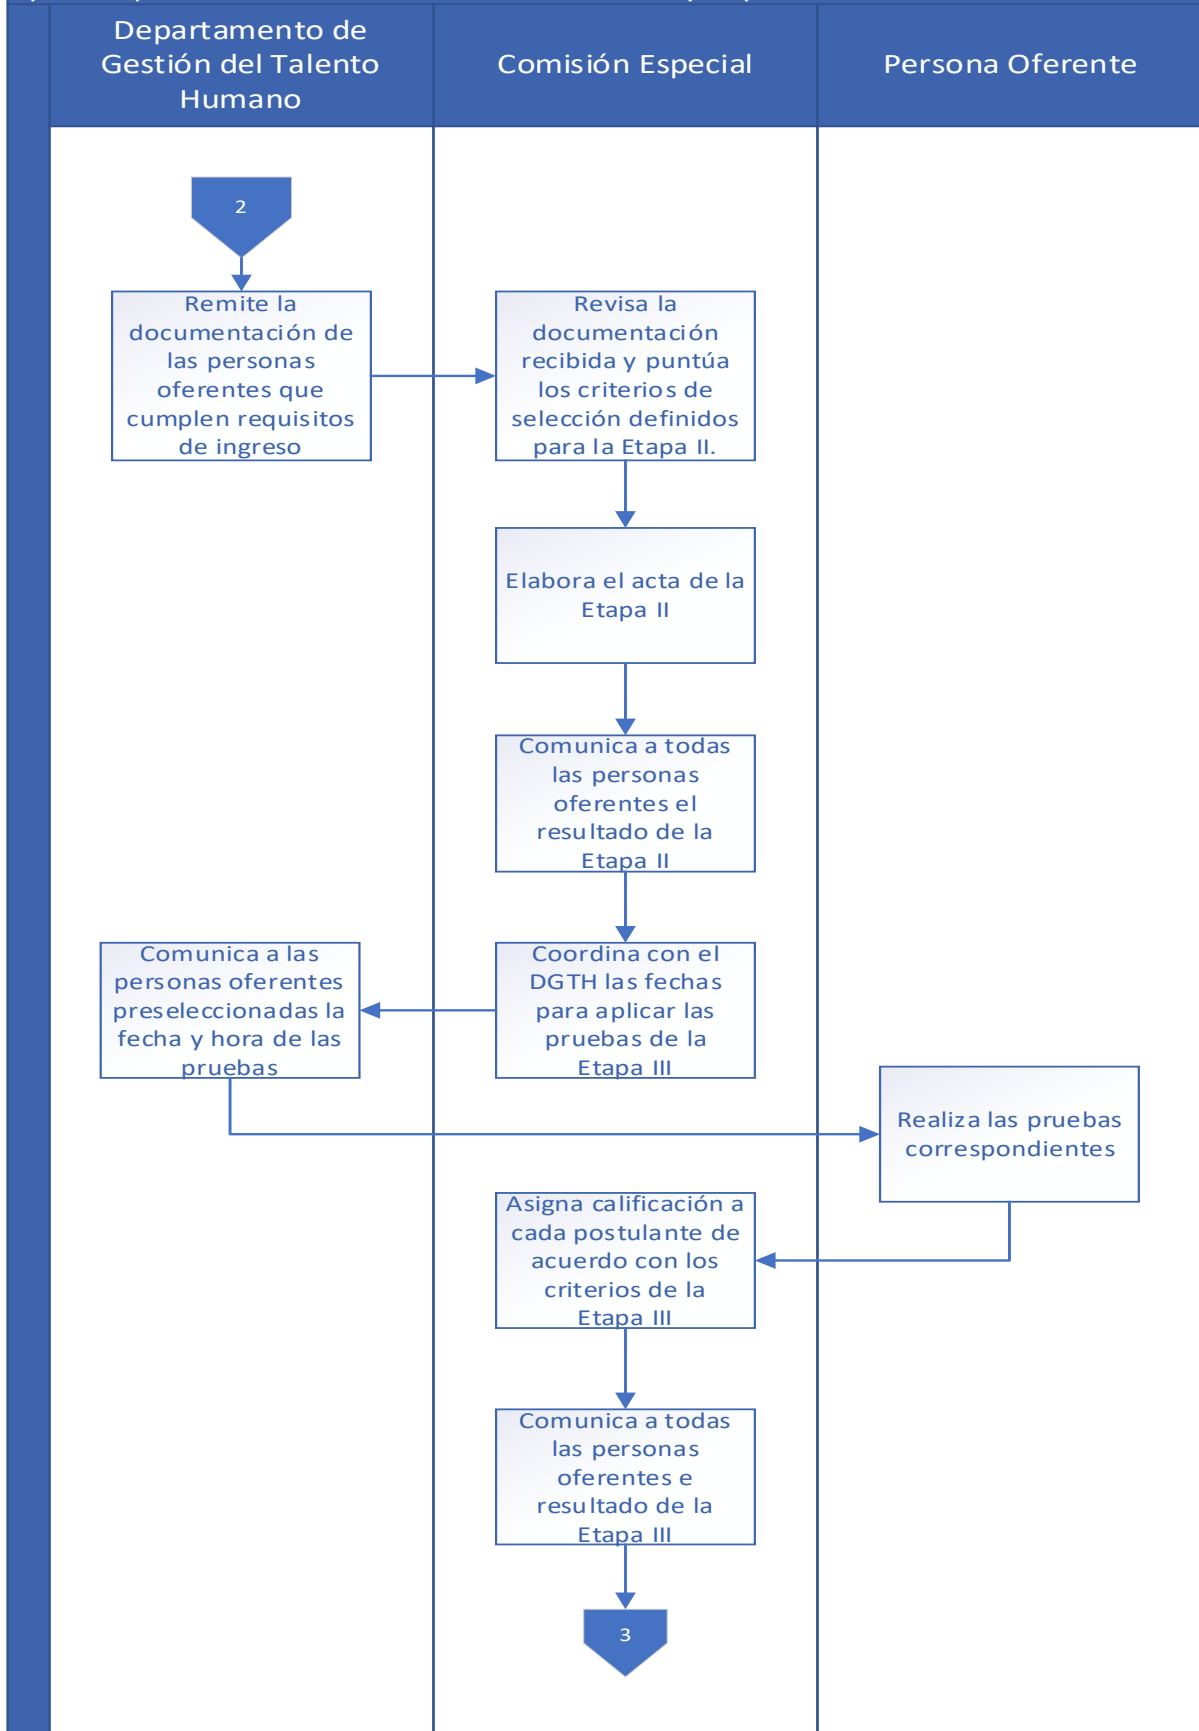 Departamento de
Gestión del Talento
Humano
Comisión Especial
Persona Oferente
2
Remite la
documentación de
las personas
oferentes que
cumplen requisitos
de ingreso
Revisa la
documentación
recibida y puntúa
los criterios de
selección definidos
para la Etapa II.
Elabora el acta de la
Etapa II
Comunica a todas
las personas
oferentes el
resultado de la
Etapa II
Coordina con el
DGTH las fechas
para aplicar las
pruebas de la
Etapa III
Comunica a las
personas oferentes
preseleccionadas la
fecha y hora de las
pruebas
Realiza las pruebas
correspondientes
Asigna calificación a
cada postulante de
acuerdo con los
criterios de la
Etapa III
Comunica a todas
las personas
oferentes e
resultado de la
Etapa III
3